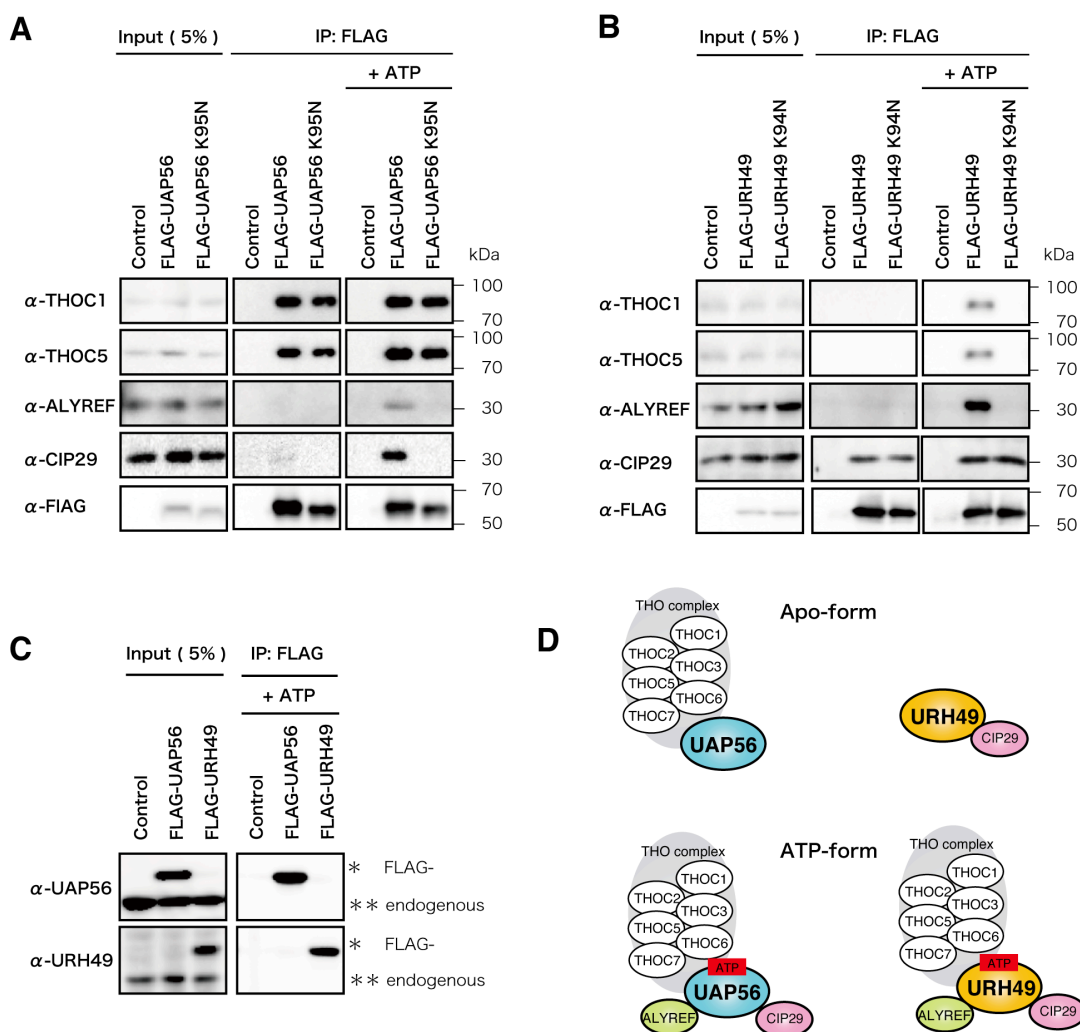 A
Input ( 5%)
IP: FLAG
+ ATP
Control
FLAG-UAP56
FLAG-UAP56 K95N
Control
FLAG-UAP56
FLAG-UAP56 K95N
Control
FLAG-UAP56
FLAG-UAP56 K95N
kDa
α-THOC1
100
70
α-THOC5
100
70
α-ALYREF
30
α-CIP29
30
α-FlAG
70
50
B
Input ( 5%)
IP: FLAG
+ ATP
Control
FLAG-URH49
FLAG-URH49 K94N
Control
FLAG-URH49
FLAG-URH49 K94N
Control
FLAG-URH49
FLAG-URH49 K94N
kDa
α-THOC1
100
70
α-THOC5
100
70
α-ALYREF
30
α-CIP29
30
α-FLAG
70
50
C
Input ( 5%)
IP: FLAG
+ ATP
Control
FLAG-UAP56
FLAG-URH49
Control
FLAG-UAP56
FLAG-URH49
α-UAP56
* FLAG-
** endogenous
α-URH49
* FLAG-
** endogenous
D
Apo-form
THO complex
THOC1
THOC2
THOC3
THOC5
THOC6
THOC7
UAP56
URH49
CIP29
ATP-form
THO complex
THOC1
THOC2
THOC3
THOC5
THOC6
THOC7
ATP
UAP56
ALYREF
CIP29
THO complex
THOC1
THOC2
THOC3
THOC5
THOC6
THOC7
ATP
URH49
ALYREF
CIP29